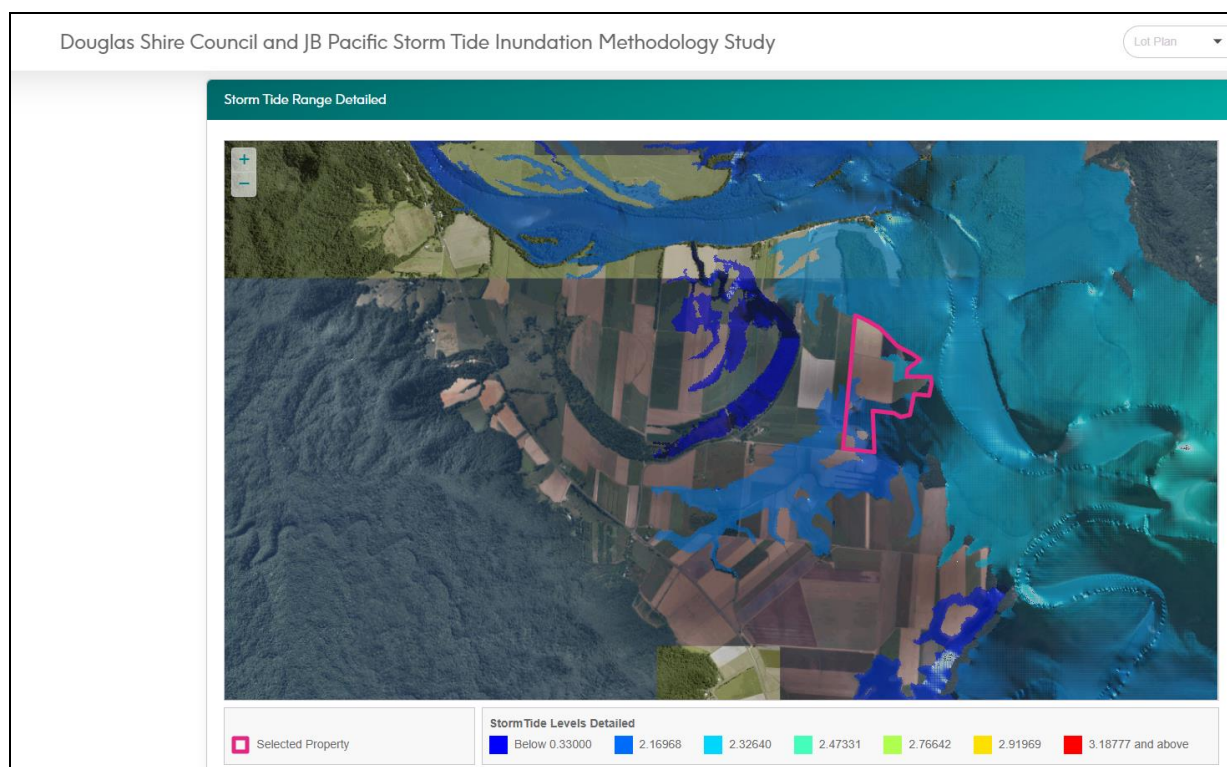 Douglas Shire Council and JB Pacific Storm Tide Inundation Methodology Study
Lot Plan
Storm Tide Range Detailed
+
−
StormTide Levels Detailed
Selected Property
Below 0.33000 2.16968 2.32640 2.47331 2.76642 2.91969 3.18777 and above